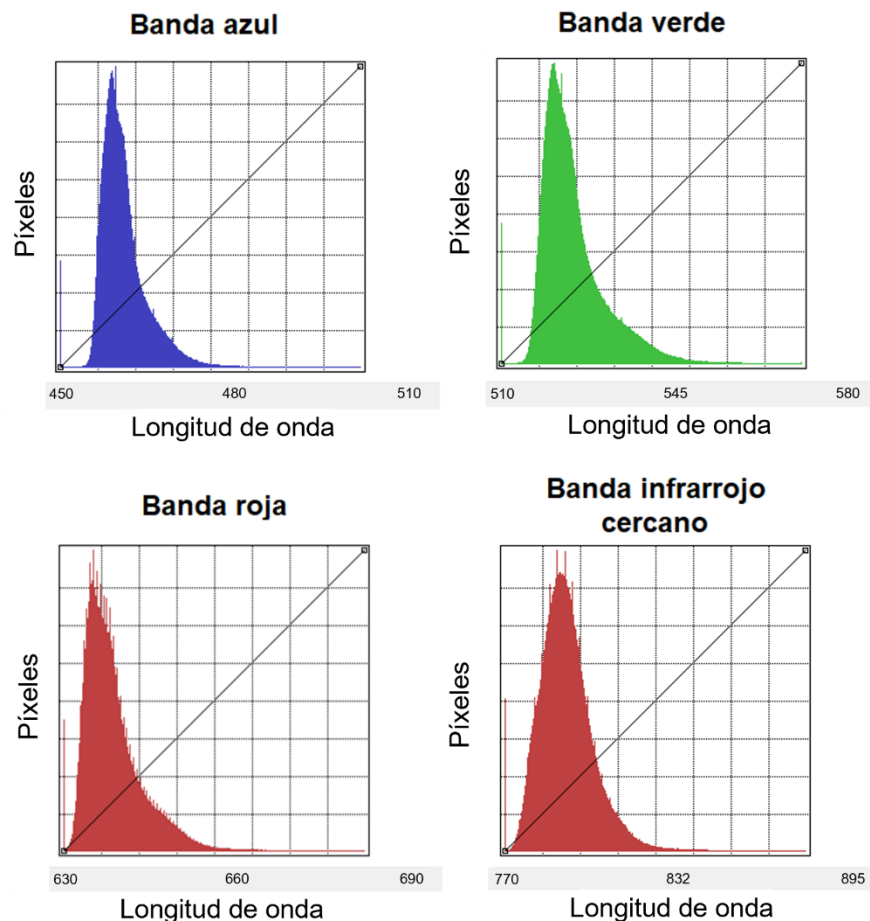 Banda azul
Píxeles
450 480 510
Longitud de onda
Banda verde
Píxeles
510 545 580
Longitud de onda
Banda roja
Píxeles
630 660 690
Longitud de onda
Banda infrarrojo
cercano
Píxeles
770 832 895
Longitud de onda